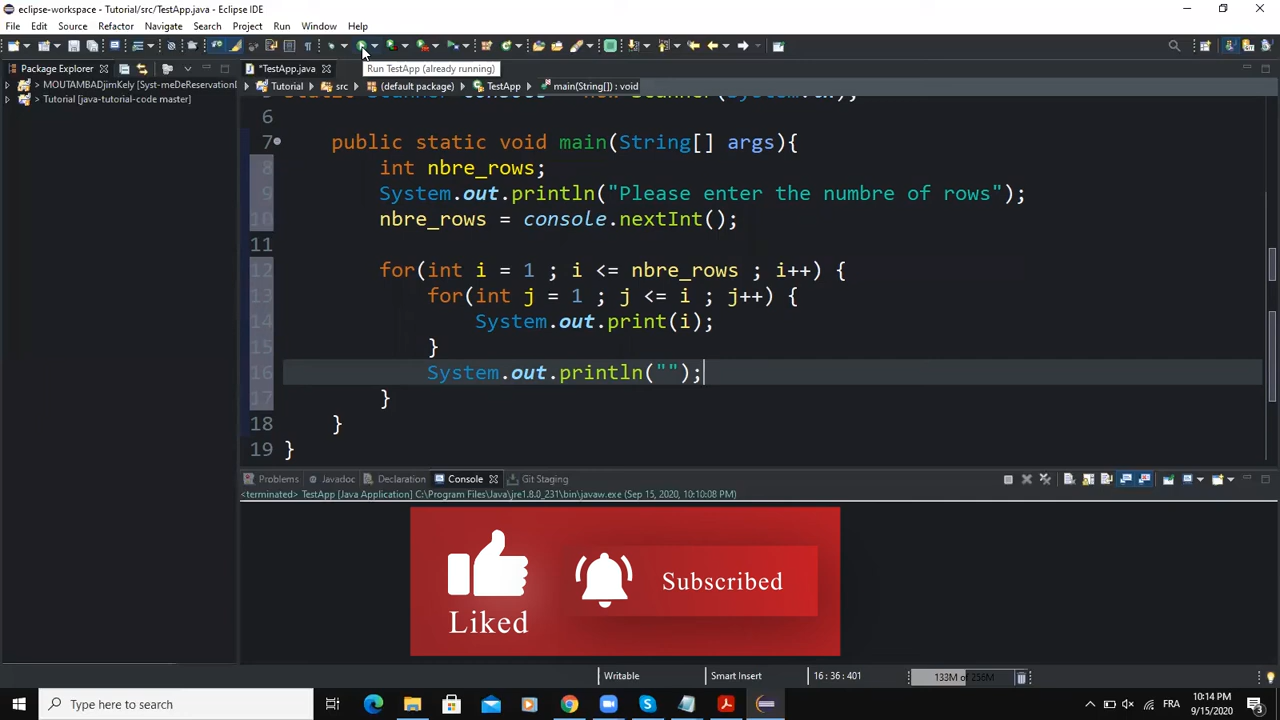 eclipse-workspace - Tutorial/src/TestApp.java - Eclipse IDE
File Edit Source Refactor Navigate Search Project Run Window Help
Run TestApp (already running)
Package Explorer
*TestApp.java
Tutorial src (default package) TestApp main(String[]) : void
MOUTAMBADjimKely [Syst-meDeReservationI
Tutorial [java-tutorial-code master]
6
7 public static void main(String[] args){
8 int nbre_rows;
9 System.out.println("Please enter the numbre of rows");
10 nbre_rows = console.nextInt();
11
12 for(int i = 1 ; i <= nbre_rows ; i++) {
13 for(int j = 1 ; j <= i ; j++) {
14 System.out.print(i);
15 }
16 System.out.println("");
17 }
18 }
19 }
Problems Javadoc Declaration Console Git Staging
<terminated> TestApp [Java Application] C:\Program Files\Java\jre1.8.0_231\bin\javaw.exe (Sep 15, 2020, 10:10:08 PM)
Liked
Subscribed
Writable Smart Insert 16 : 36 : 401 133M of 256M
Type here to search
FRA
10:14 PM
9/15/2020
3